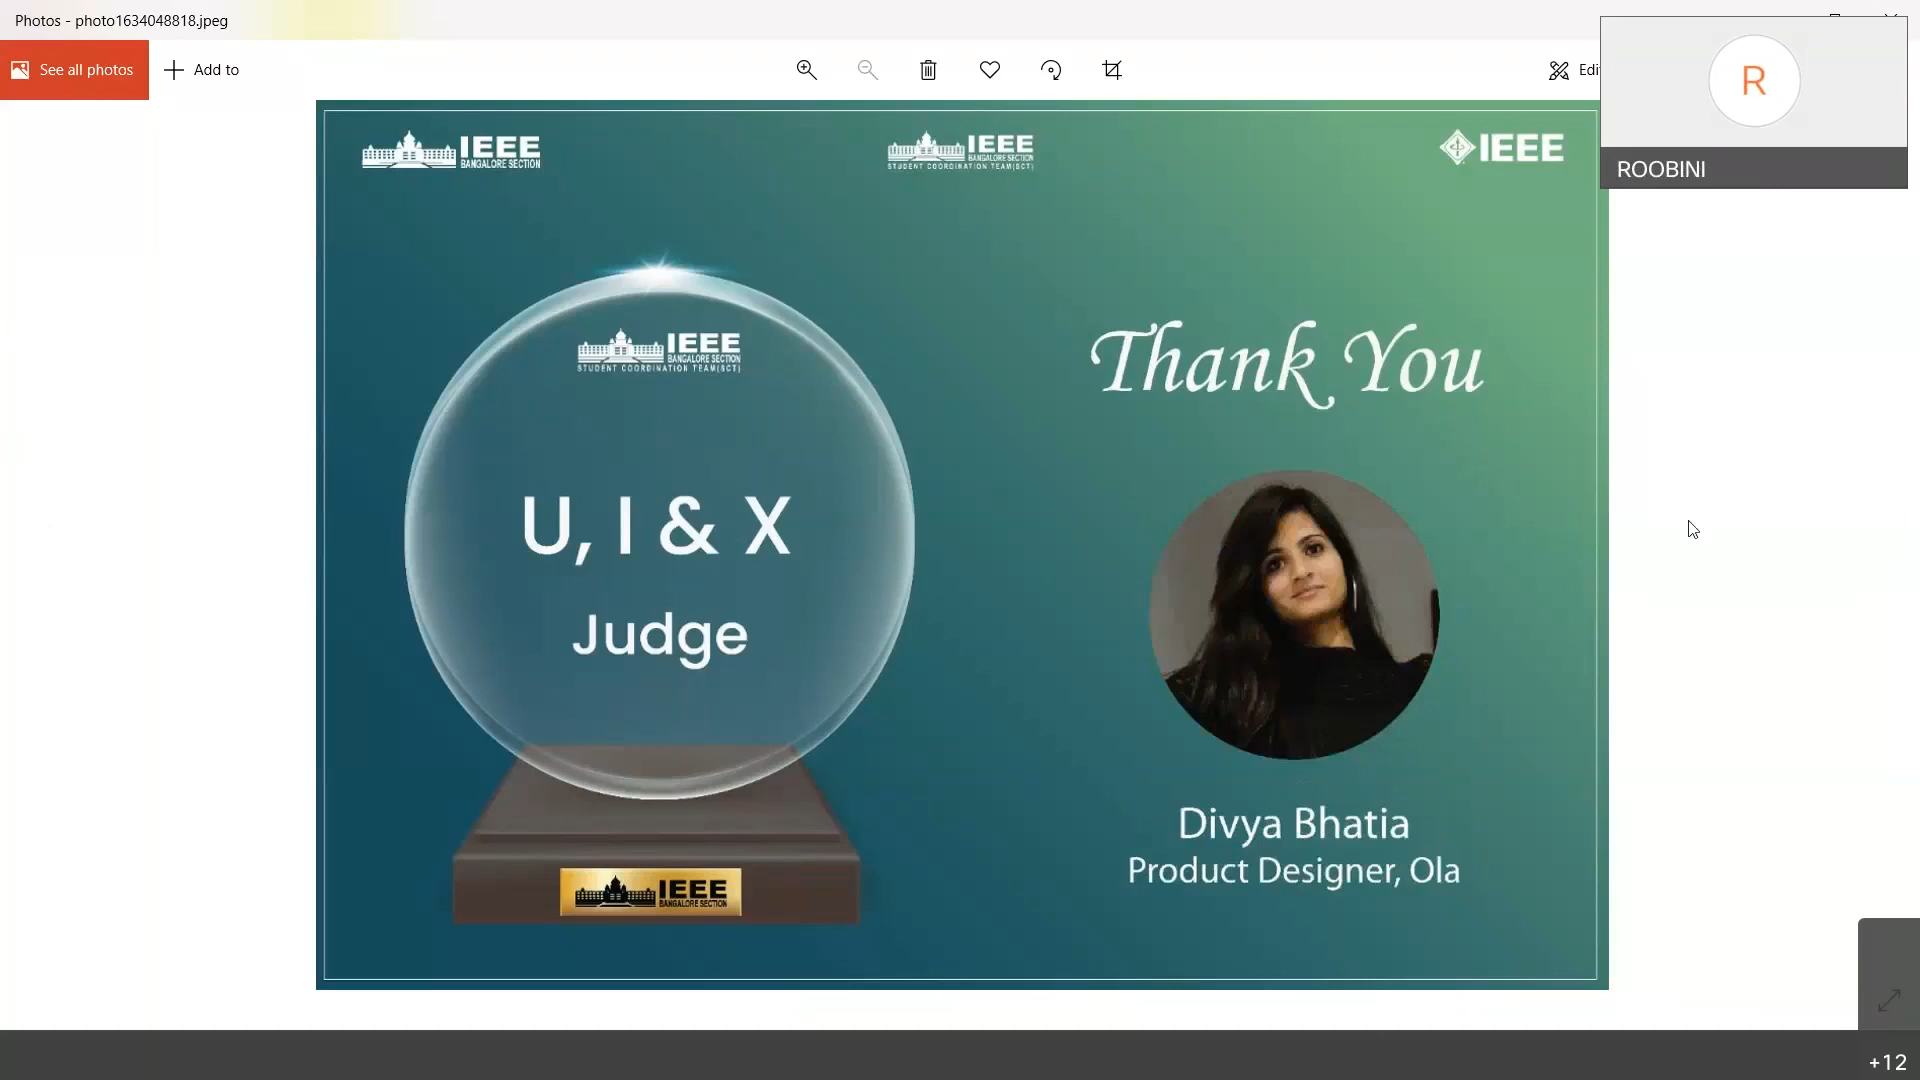 Photos - photo1634048818.jpeg
See all photos
Add to
R
ROOBINI
IEEE
BANGALORE SECTION
IEEE
BANGALORE SECTION
STUDENT COORDINATION TEAM(SCT)
IEEE
IEEE
BANGALORE SECTION
STUDENT COORDINATION TEAM(SCT)
U, I & X
Judge
IEEE
BANGALORE SECTION
Thank You
Divya Bhatia
Product Designer, Ola
+12